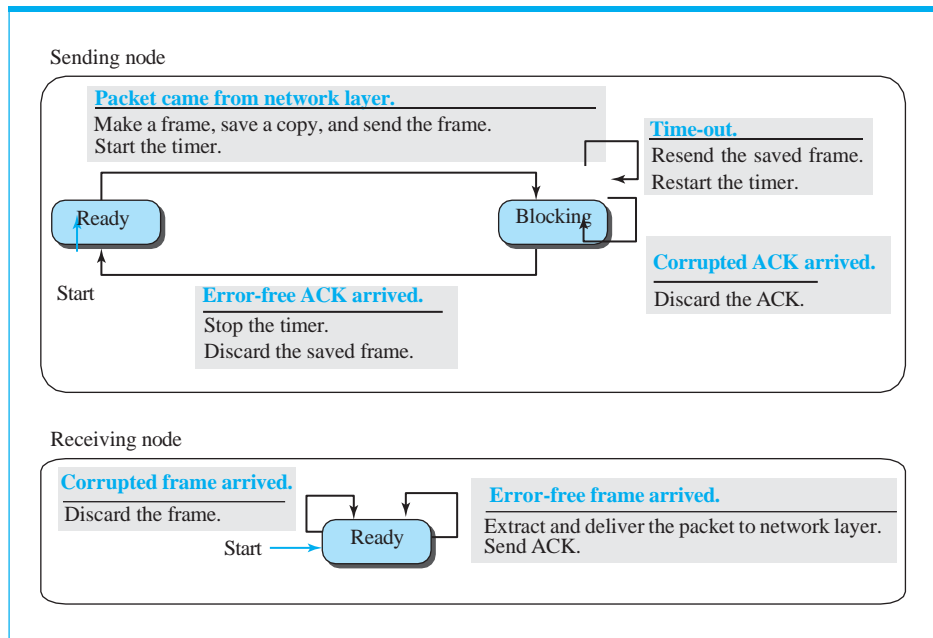 Sending node
Packet came from network layer.
Make a frame, save a copy, and send the frame.
Start the timer.
Time-out.
Resend the saved frame.
Restart the timer.
Ready
Blocking
Start
Error-free ACK arrived.
Stop the timer.
Discard the saved frame.
Corrupted ACK arrived.
Discard the ACK.
Receiving node
Corrupted frame arrived.
Discard the frame.
Start
Ready
Error-free frame arrived.
Extract and deliver the packet to network layer.
Send ACK.